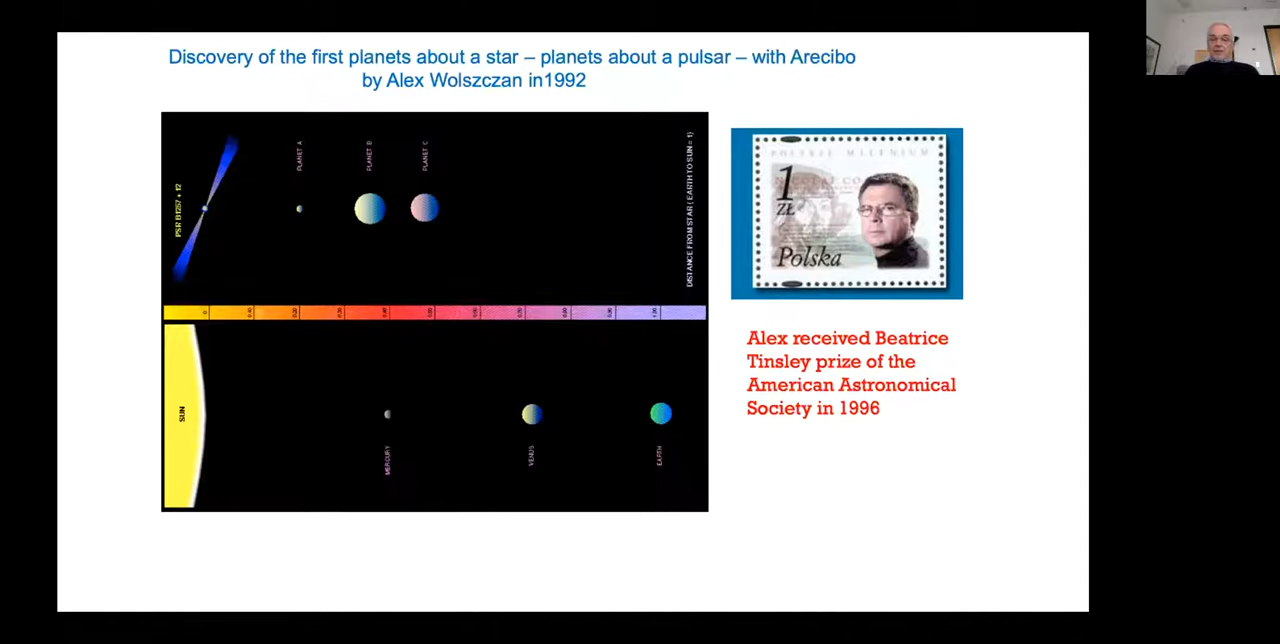 Discovery of the first planets about a star – planets about a pulsar – with Arecibo
by Alex Wolszczan in1992
PSR B1257 + 12
PLANET A
PLANET B
PLANET C
DISTANCE FROM STAR ( EARTH TO SUN = 1)
0
SUN
MERCURY
VENUS
EARTH
1
ZŁ
Polska
Alex received Beatrice
Tinsley prize of the
American Astronomical
Society in 1996